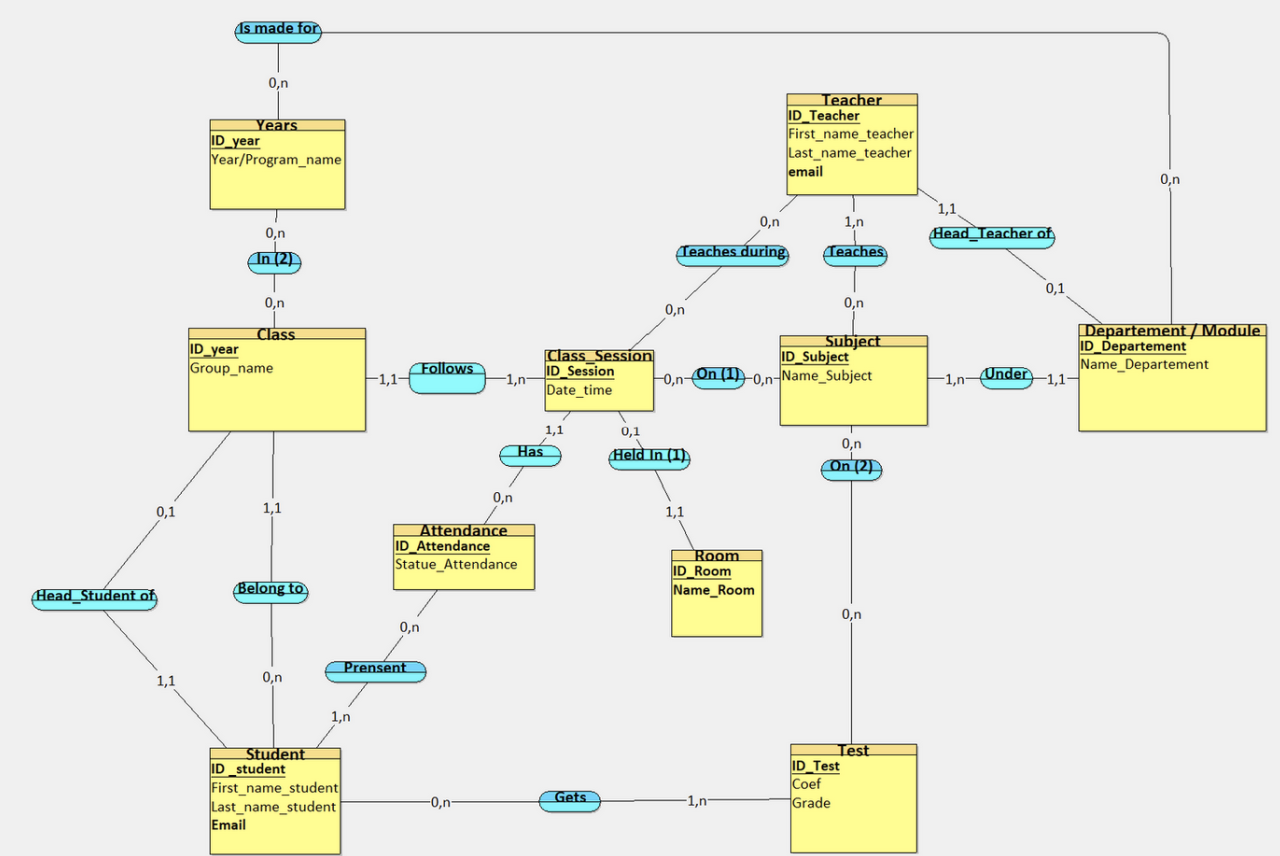 Is made for
0,n
0,n
Years
ID_year
Year/Program_name
0,n
In (2)
0,n
Teacher
ID_Teacher
First_name_teacher
Last_name_teacher
email
0,n
Teaches during
0,n
1,n
Teaches
0,n
1,1
Head_Teacher of
0,1
Class
ID_year
Group_name
1,1
Follows
1,n
Class_Session
ID_Session
Date_time
0,n
On (1)
0,n
Subject
ID_Subject
Name_Subject
1,n
Under
1,1
Departement / Module
ID_Departement
Name_Departement
1,1
Has
0,n
0,1
Held In (1)
1,1
0,n
On (2)
0,n
Attendance
ID_Attendance
Statue_Attendance
Room
ID_Room
Name_Room
0,1
Head_Student of
1,1
1,1
Belong to
0,n
0,n
Prensent
1,n
Student
ID_student
First_name_student
Last_name_student
Email
0,n
Gets
1,n
Test
ID_Test
Coef
Grade